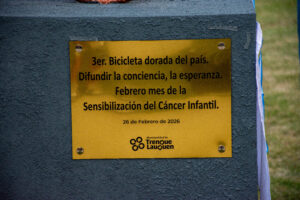 3er. Bicicleta dorada del país.
Difundir la conciencia, la esperanza.
Febrero mes de la
Sensibilización del Cáncer Infantil.
26 de Febrero de 2026
Trenque
Lauquen